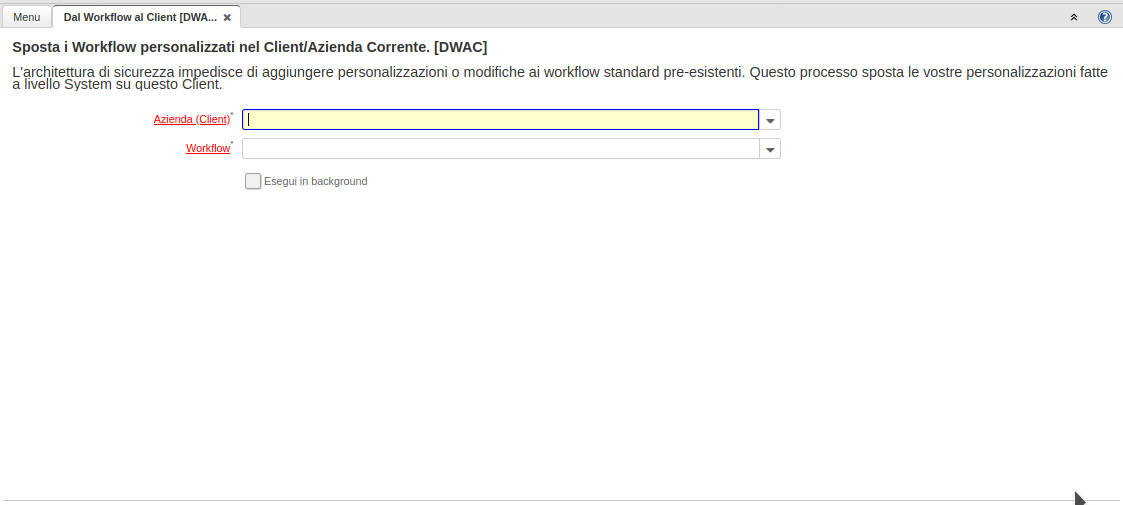 Menu
Dal Workflow al Client [DWA...
Sposta i Workflow personalizzati nel Client/Azienda Corrente. [DWAC]
L'architettura di sicurezza impedisce di aggiungere personalizzazioni o modifiche ai workflow standard pre-esistenti. Questo processo sposta le vostre personalizzazioni fatte
a livello System su questo Client.
Azienda (Client)*
Workflow*
Esegui in background